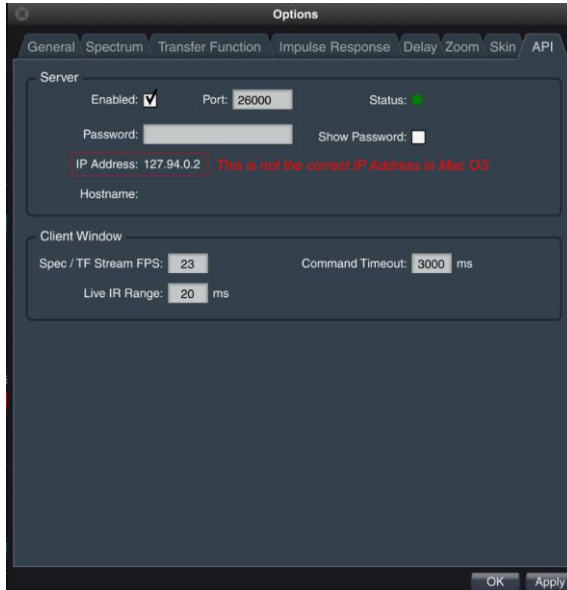 Options
General Spectrum Transfer Function Impulse Response Delay Zoom Skin API
Server
Enabled: Port: 26000 Status:
Password: Show Password:
IP Address: 127.94.0.2 This is not the correct IP Address in Mac OS
Hostname:
Client Window
Spec / TF Stream FPS: 23 Command Timeout: 3000 ms
Live IR Range: 20 ms
OK Apply